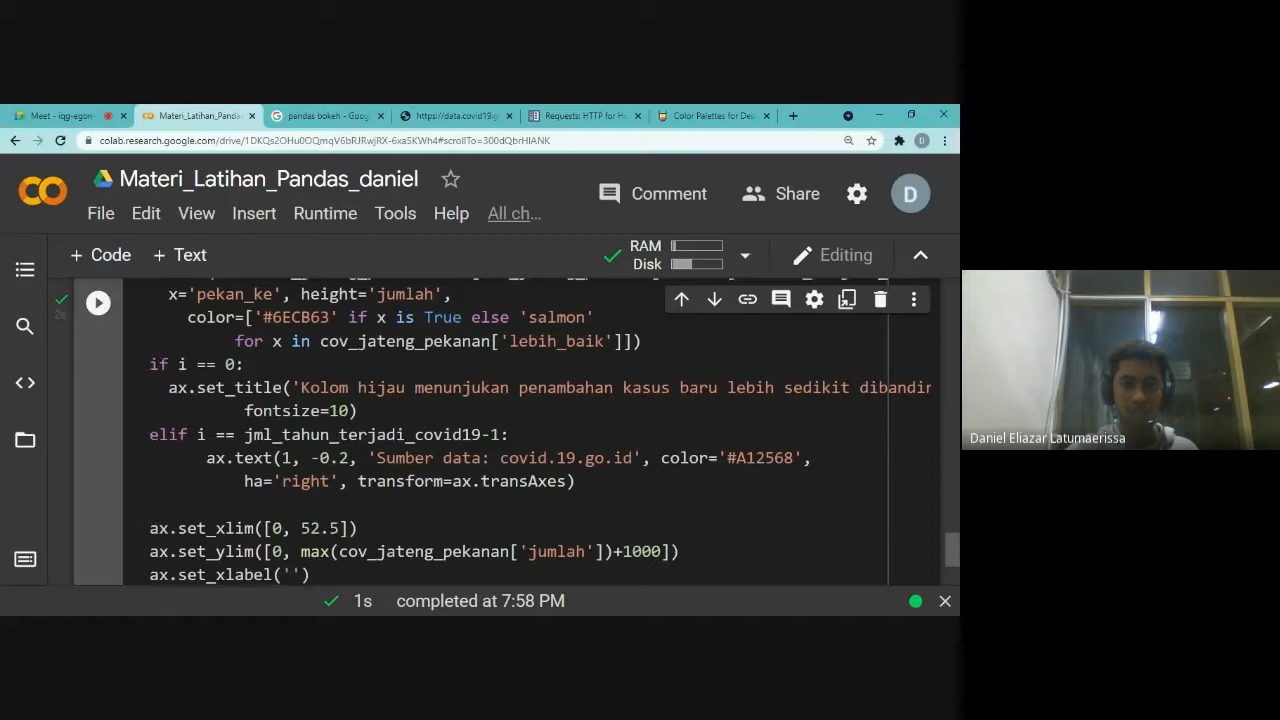 Meet - iqg-egon-
Materi_Latihan_Pandas_dani
pandas bokeh - Goog
https://data.covid19.g
Requests: HTTP for Hu
Color Palettes for Des
colab.research.google.com/drive/1DKQs2OHu0OQmqV6bRJRwjRX-6xa5KWh4#scrollTo=300dQbrHIANK
D
CO
Materi_Latihan_Pandas_daniel
Comment
Share
D
File Edit View Insert Runtime Tools Help All ch...
+ Code + Text
RAM
Disk
Editing
2s
x='pekan_ke', height='jumlah',
color=['#6ECB63' if x is True else 'salmon'
for x in cov_jateng_pekanan['lebih_baik']])
if i == 0:
ax.set_title('Kolom hijau menunjukan penambahan kasus baru lebih sedikit dibandin
fontsize=10)
elif i == jml_tahun_terjadi_covid19-1:
ax.text(1, -0.2, 'Sumber data: covid.19.go.id', color='#A12568',
ha='right', transform=ax.transAxes)
ax.set_xlim([0, 52.5])
ax.set_ylim([0, max(cov_jateng_pekanan['jumlah'])+1000])
ax.set_xlabel('')
1s completed at 7:58 PM
Daniel Eliazar Latumaerissa